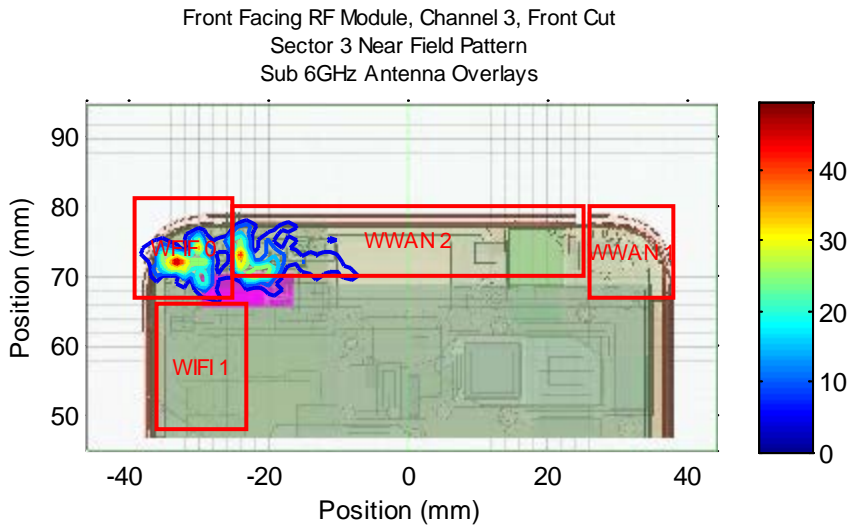 Front Facing RF Module, Channel 3, Front Cut
Sector 3 Near Field Pattern
Sub 6GHz Antenna Overlays
90
80
70
60
50
Position (mm)
WIFI 0
WWAN 2
WWAN 1
WIFI 1
-40
-20
0
20
40
Position (mm)
40
30
20
10
0